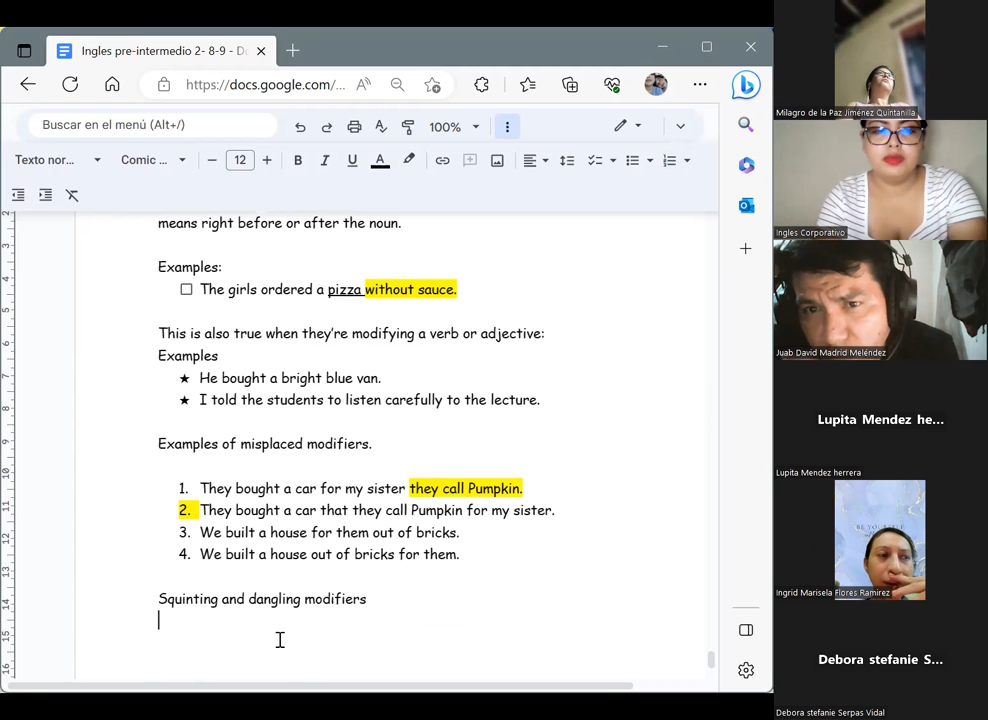 Ingles pre-intermedio 2- 8-9 - Do
https://docs.google.com/...
Buscar en el menú (Alt+/)
100%
Texto nor...
Comic ...
12
B
I
U
A
means right before or after the noun.
Examples:
The girls ordered a pizza without sauce.
This is also true when they're modifying a verb or adjective:
Examples
★ He bought a bright blue van.
★ I told the students to listen carefully to the lecture.
Examples of misplaced modifiers.
1. They bought a car for my sister they call Pumpkin.
2. They bought a car that they call Pumpkin for my sister.
3. We built a house for them out of bricks.
4. We built a house out of bricks for them.
Squinting and dangling modifiers
Milagro de la Paz Jiménez Quintanilla
Ingles Corporativo
Juab David Madrid Meléndez
Lupita Mendez he...
Lupita Mendez herrera
Ingrid Marisela Flores Ramirez
Debora stefanie S...
Debora stefanie Serpas Vidal